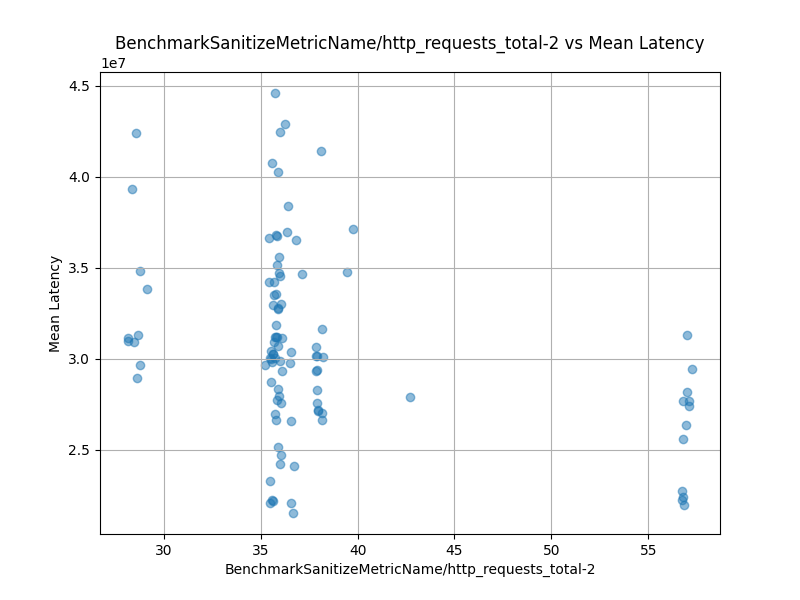 BenchmarkSanitizeMetricName/http_requests_total-2 vs Mean Latency
1e7
4.5
4.0
3.5
3.0
2.5
Mean Latency
30 35 40 45 50 55
BenchmarkSanitizeMetricName/http_requests_total-2